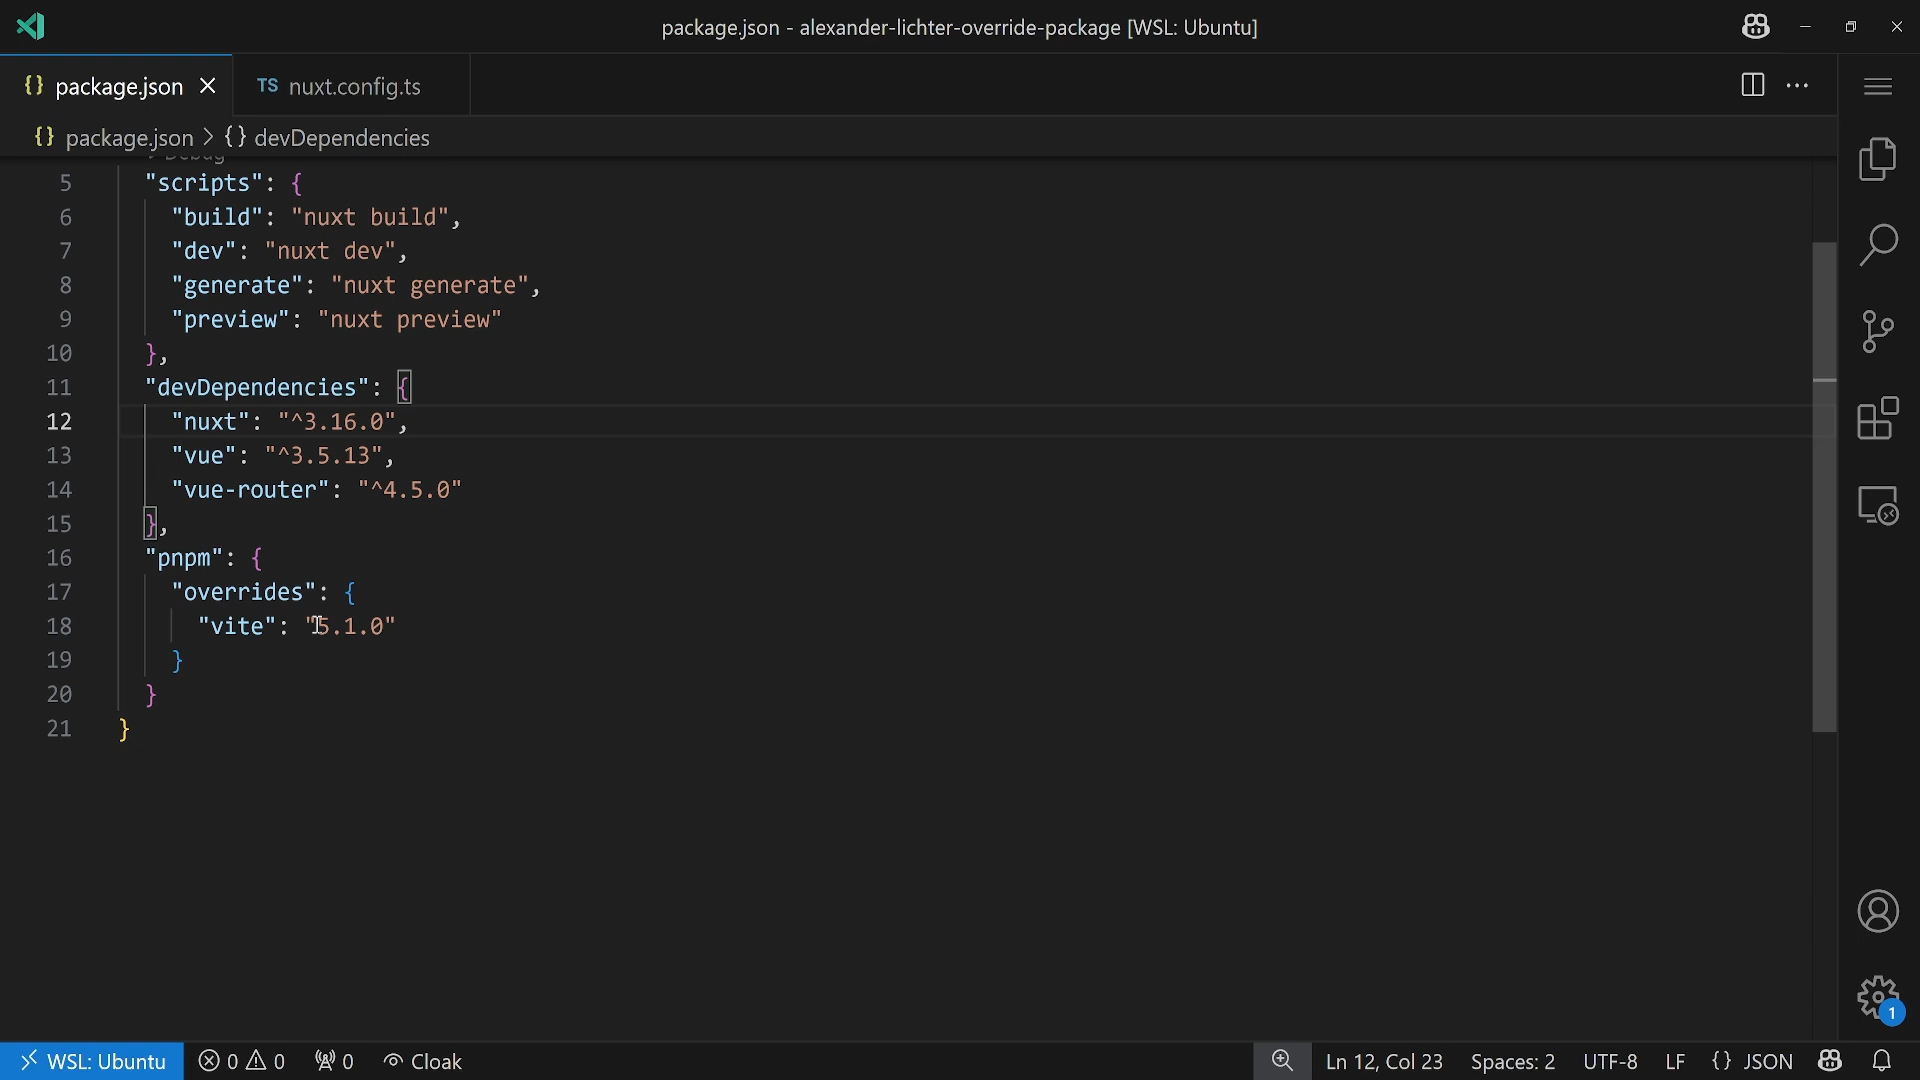 package.json - alexander-lichter-override-package [WSL: Ubuntu]
{} package.json
TS nuxt.config.ts
{} package.json > {} devDependencies
Debug
5 "scripts": {
6 "build": "nuxt build",
7 "dev": "nuxt dev",
8 "generate": "nuxt generate",
9 "preview": "nuxt preview"
10 },
11 "devDependencies": {
12 "nuxt": "^3.16.0",
13 "vue": "^3.5.13",
14 "vue-router": "^4.5.0"
15 },
16 "pnpm": {
17 "overrides": {
18 "vite": "5.1.0"
19 }
20 }
21 }
1
WSL: Ubuntu 0 0 0 Cloak Ln 12, Col 23 Spaces: 2 UTF-8 LF {} JSON